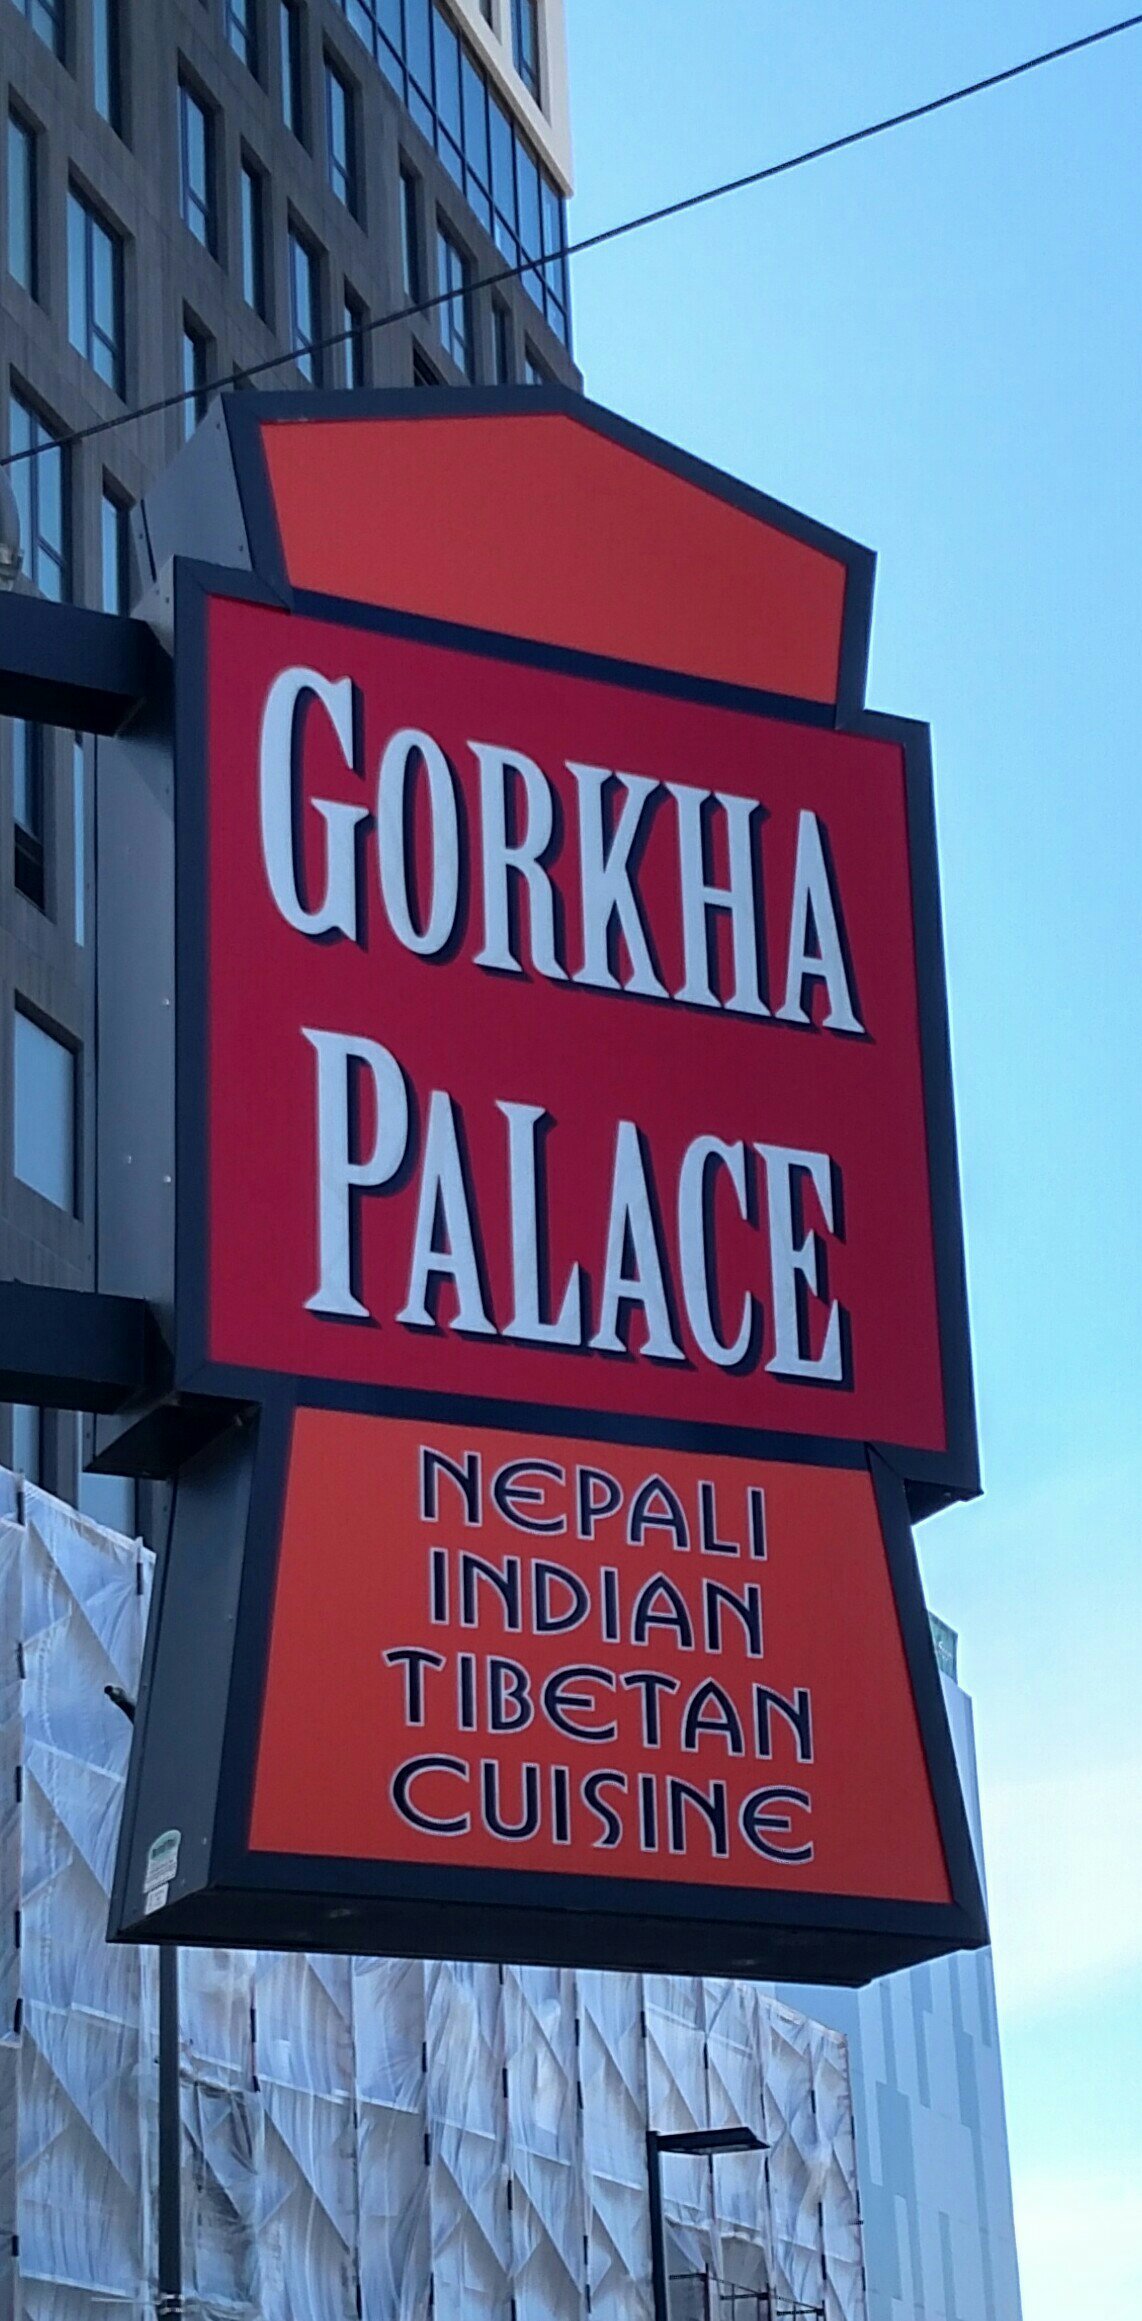 GORKHA
PALACE
NEPALI
INDIAN
TIBETAN
CUISINE